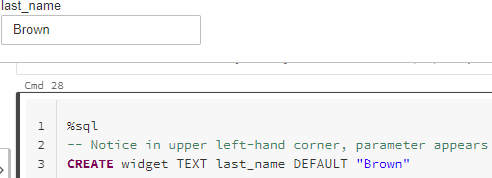 last_name
Brown
Cmd 28
1 %sql
2 -- Notice in upper left-hand corner, parameter appears
3 CREATE widget TEXT last_name DEFAULT "Brown"